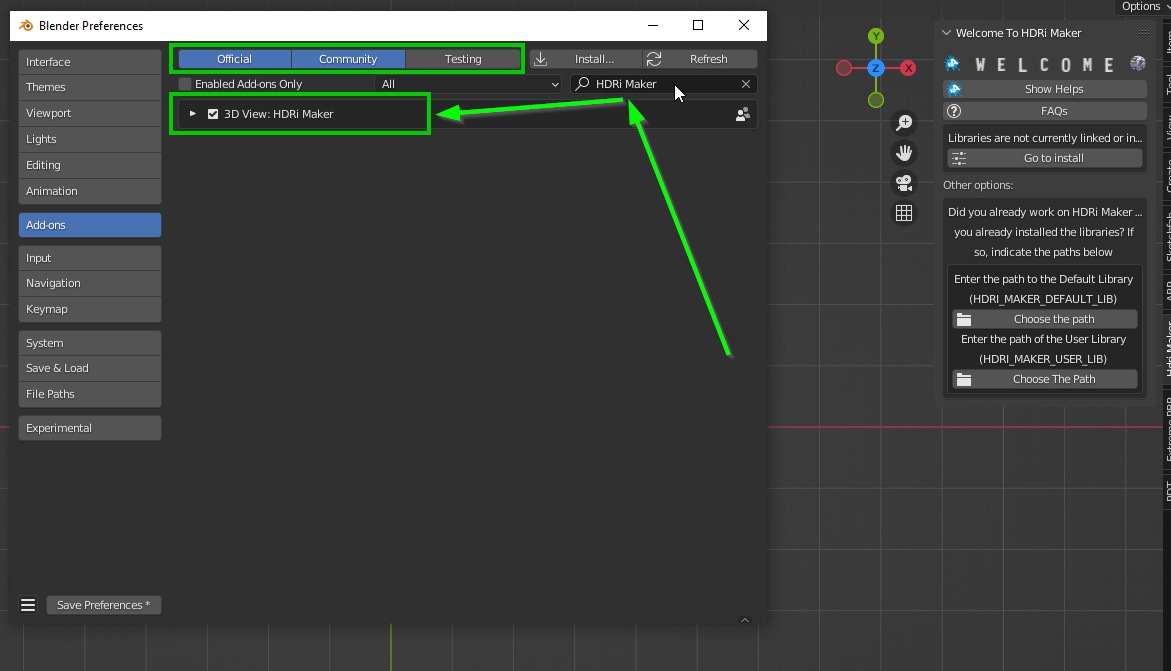 Blender Preferences
Options
Interface
Themes
Viewport
Lights
Editing
Animation
Add-ons
Input
Navigation
Keymap
System
Save & Load
File Paths
Experimental
Save Preferences *
Official Community Testing Install... Refresh
Enabled Add-ons Only All HDRi Maker
3D View: HDRi Maker
Y
Z X
Welcome To HDRi Maker
W E L C O M E
Show Helps
FAQs
Libraries are not currently linked or in...
Go to install
Other options:
Did you already work on HDRi Maker ...
you already installed the libraries? If
so, indicate the paths below
Enter the path to the Default Library
(HDRI_MAKER_DEFAULT_LIB)
Choose the path
Enter the path of the User Library
(HDRI_MAKER_USER_LIB)
Choose The Path